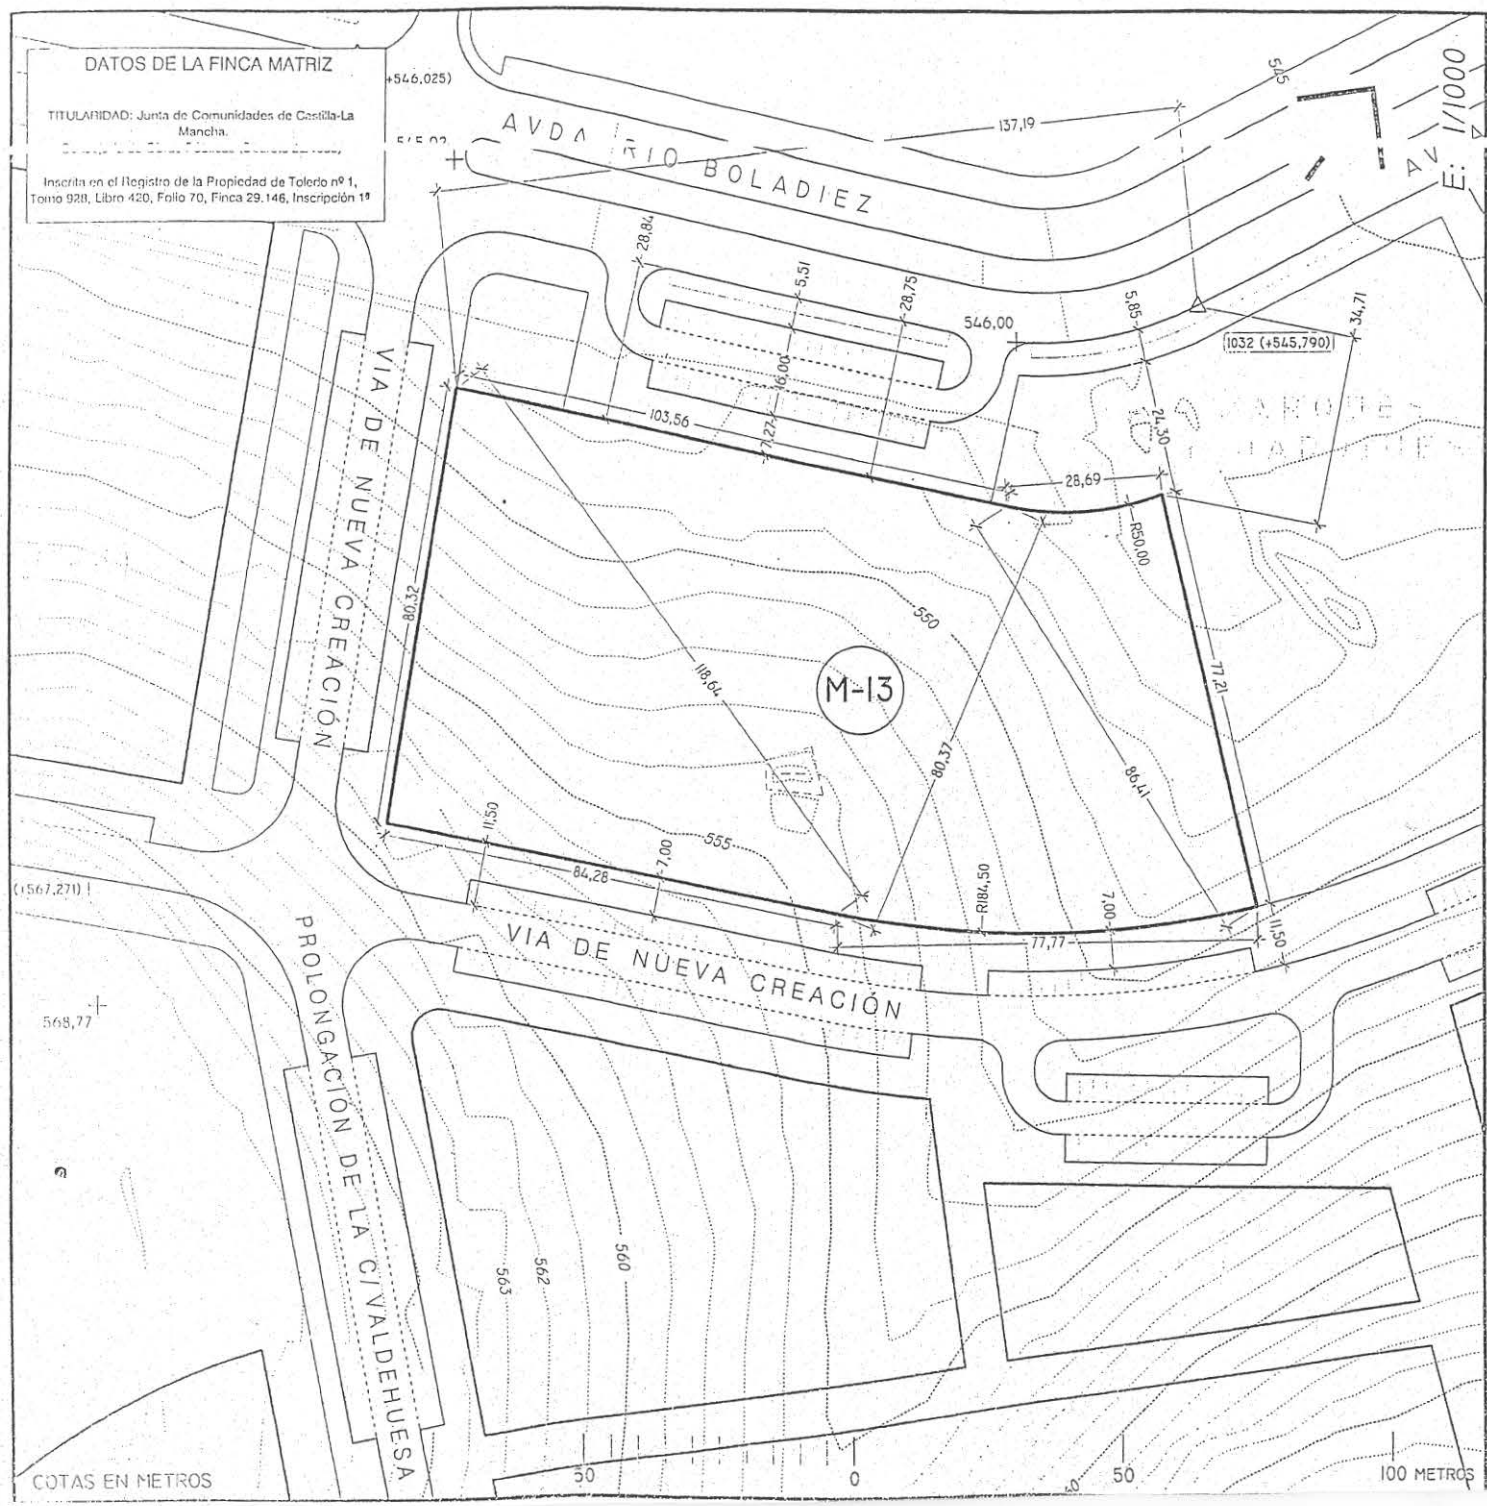 DATOS DE LA FINCA MATRIZ
TITULARIDAD: Junta de Comunidades de Castilla-La
Mancha.
Inscrita en el Registro de la Propiedad de Toledo nº 1,
Tomo 928, Libro 420, Folio 70, Finca 29.146, Inscripción 1ª
+546,025)
AVDA RIO BOLADIEZ
137,19
545
AV
E: 1/1000
28,84
5,51
28,75
546,00
5,85
1032 (+545,790)
34,71
VIA DE NUEVA CREACIÓN
103,56
16,00
7,27
24,30
28,69
R50,00
80,32
550
118,64
M-13
77,21
80,37
86,41
11,50
555
7,00
84,28
R184,50
7,00
77,77
11,50
(+567,271)
VIA DE NUEVA CREACIÓN
568,77
PROLONGACIÓN DE LA C/ VALDEHUESA
563
562
560
COTAS EN METROS
50
0
50
100 METROS